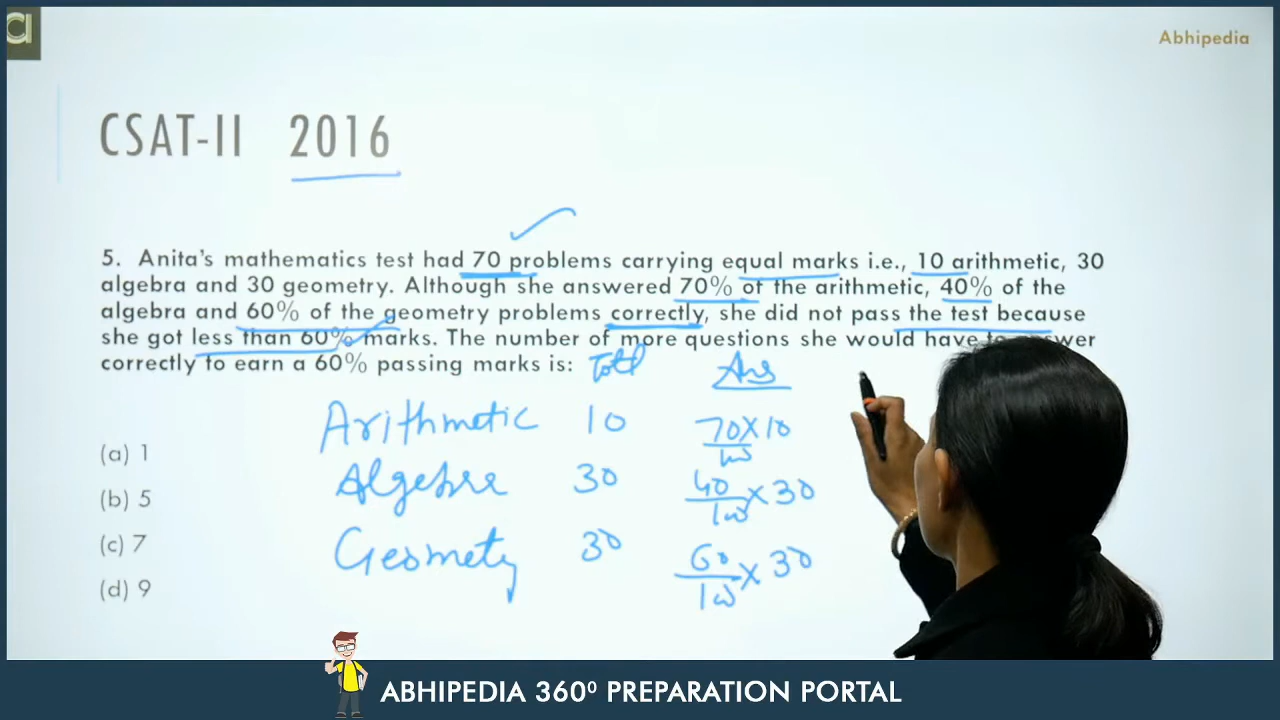 a
Abhipedia
CSAT-II 2016
5. Anita's mathematics test had 70 problems carrying equal marks i.e., 10 arithmetic, 30
algebra and 30 geometry. Although she answered 70% of the arithmetic, 40% of the
algebra and 60% of the geometry problems correctly, she did not pass the test because
she got less than 60% marks. The number of more questions she would have to answer
correctly to earn a 60% passing marks is:
Total Ans
Arithmetic 10 70/100 × 10
(a) 1
Algebra 30 40/100 × 30
(b) 5
Geomety 30 60/100 × 30
(c) 7
(d) 9
ABHIPEDIA 360⁰ PREPARATION PORTAL